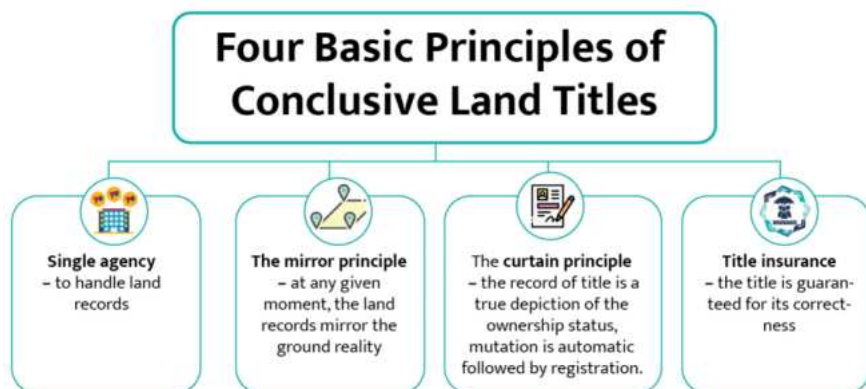 Four Basic Principles of
Conclusive Land Titles
Single agency
– to handle land
records
The mirror principle
– at any given
moment, the land
records mirror the
ground reality
The curtain principle
– the record of title is a
true depiction of the
ownership status,
mutation is automatic
followed by registration.
Title insurance
– the title is guaran-
teed for its correct-
ness